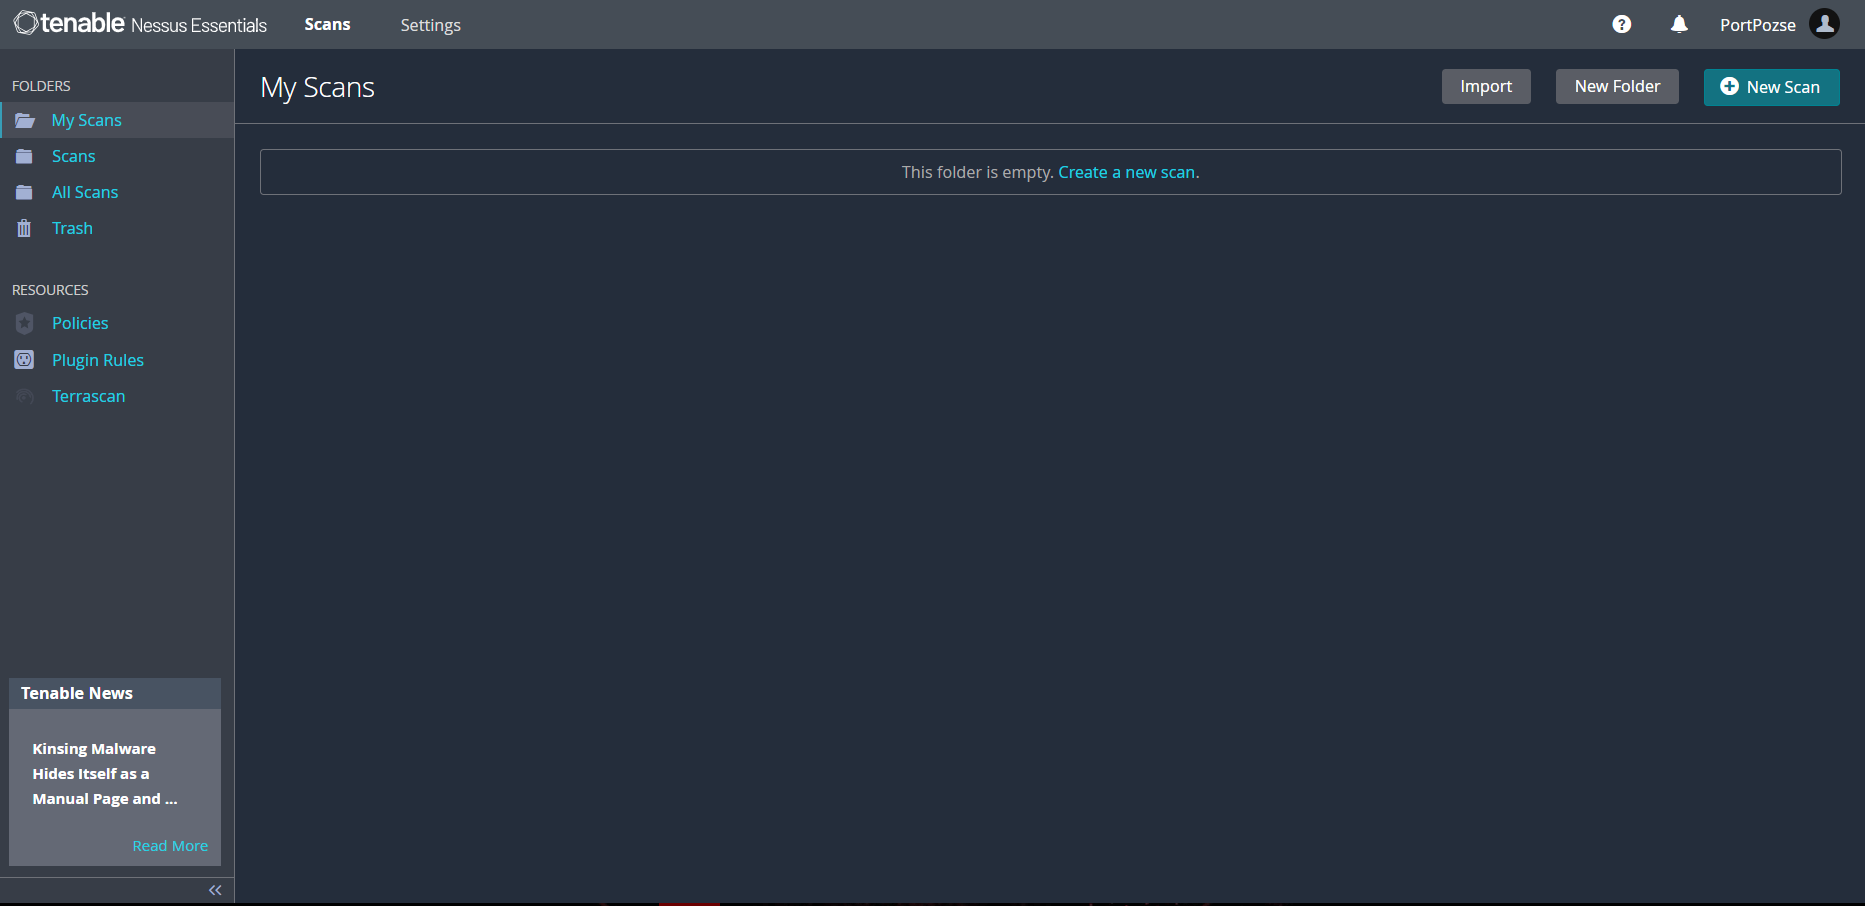 tenable Nessus Essentials Scans Settings PortPozse
FOLDERS
My Scans
Scans
All Scans
Trash
RESOURCES
Policies
Plugin Rules
Terrascan
Tenable News
Kinsing Malware
Hides Itself as a
Manual Page and ...
Read More
My Scans
Import New Folder New Scan
This folder is empty. Create a new scan.